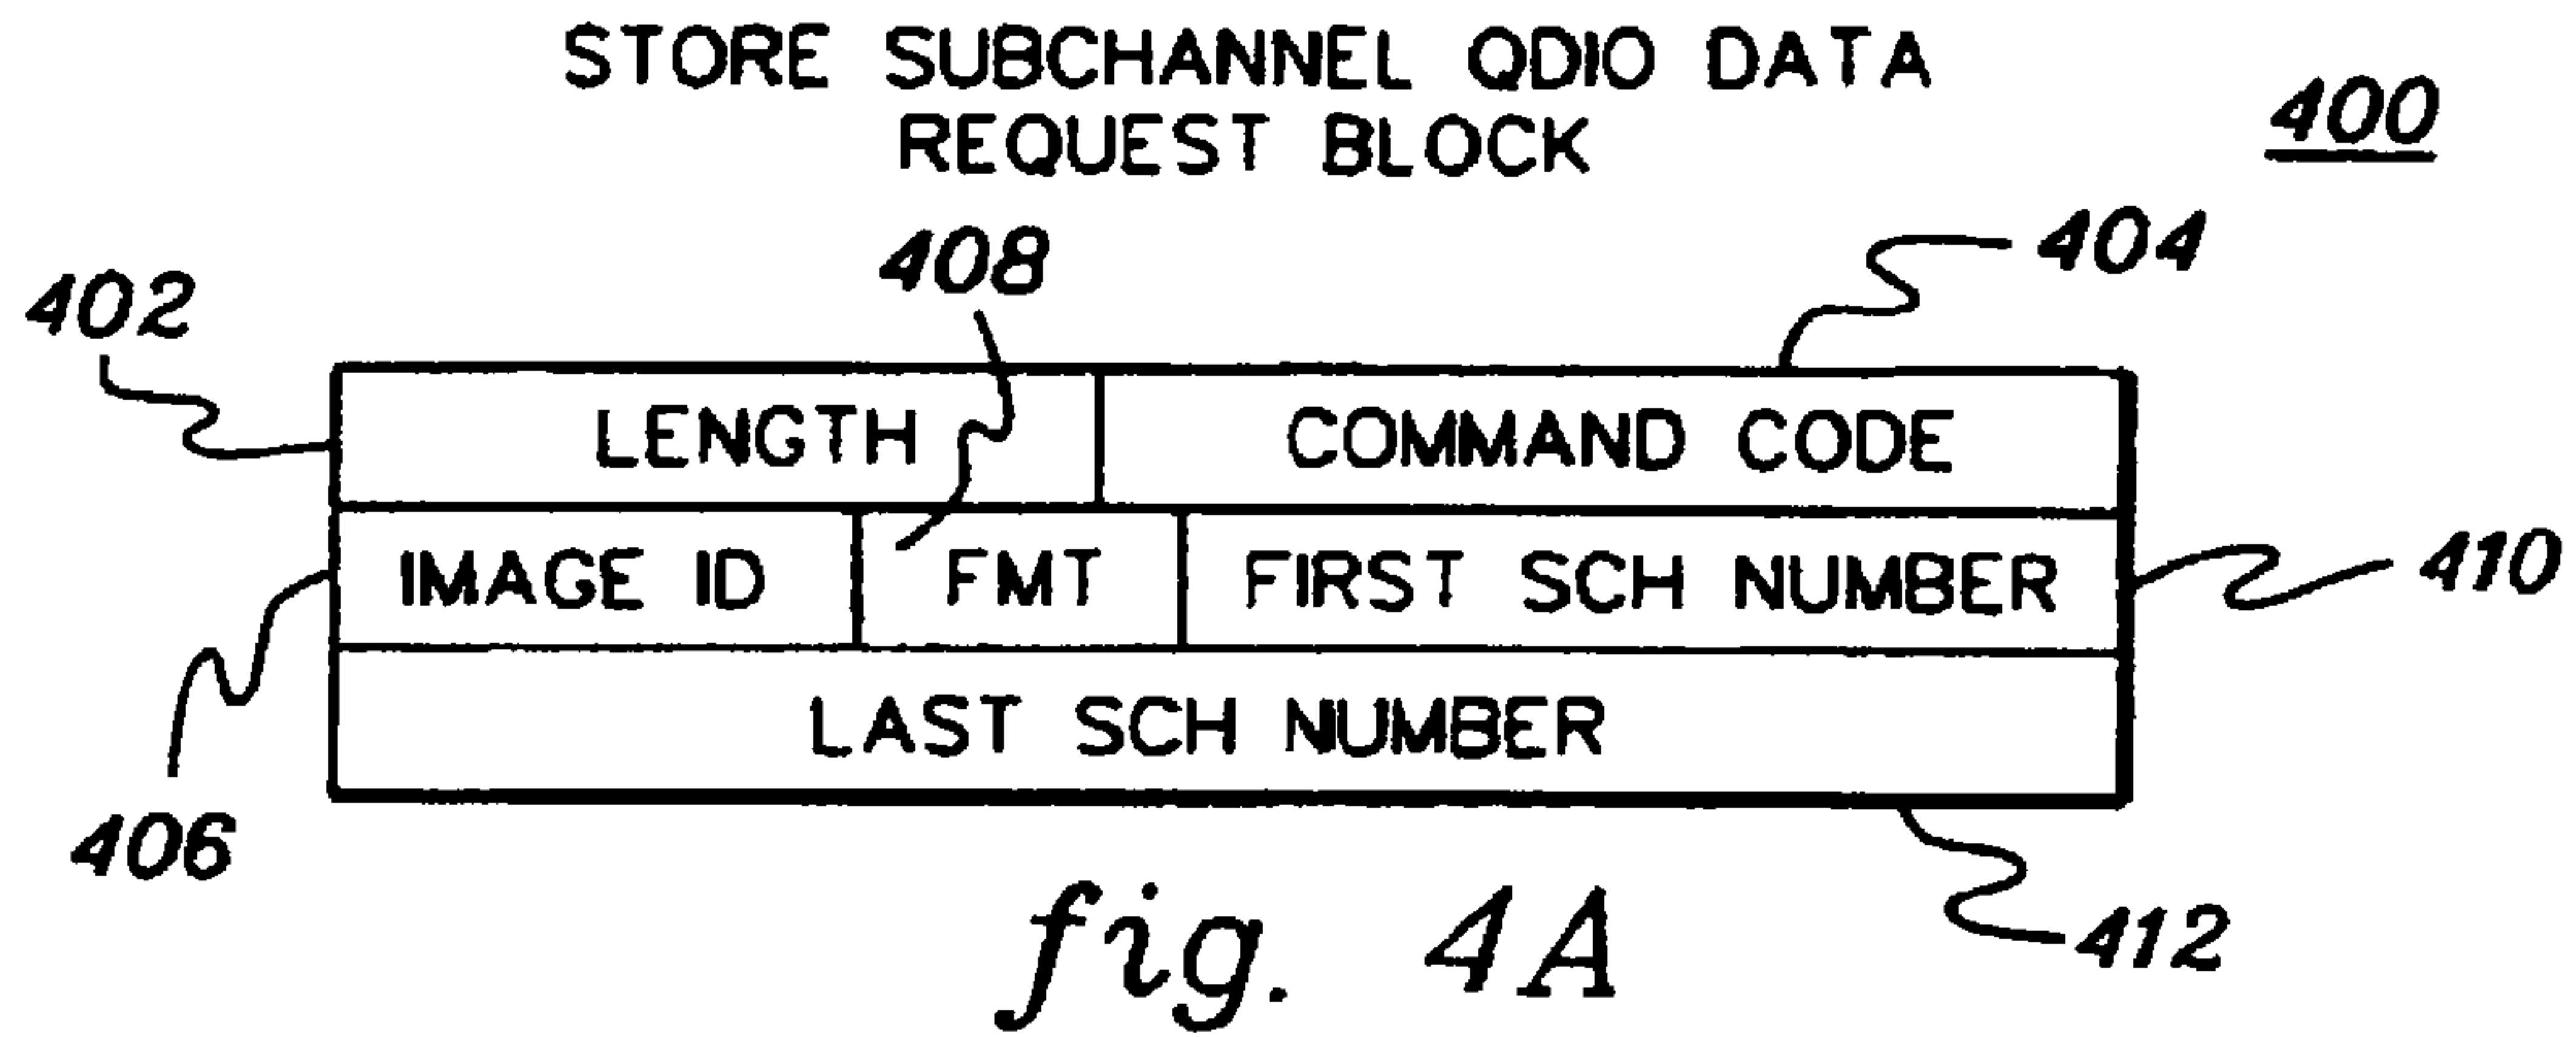 STORE SUBCHANNEL QDIO DATA
REQUEST BLOCK
400
402
408
404
LENGTH
COMMAND CODE
IMAGE ID
FMT
FIRST SCH NUMBER
410
LAST SCH NUMBER
406
412
fig. 4A